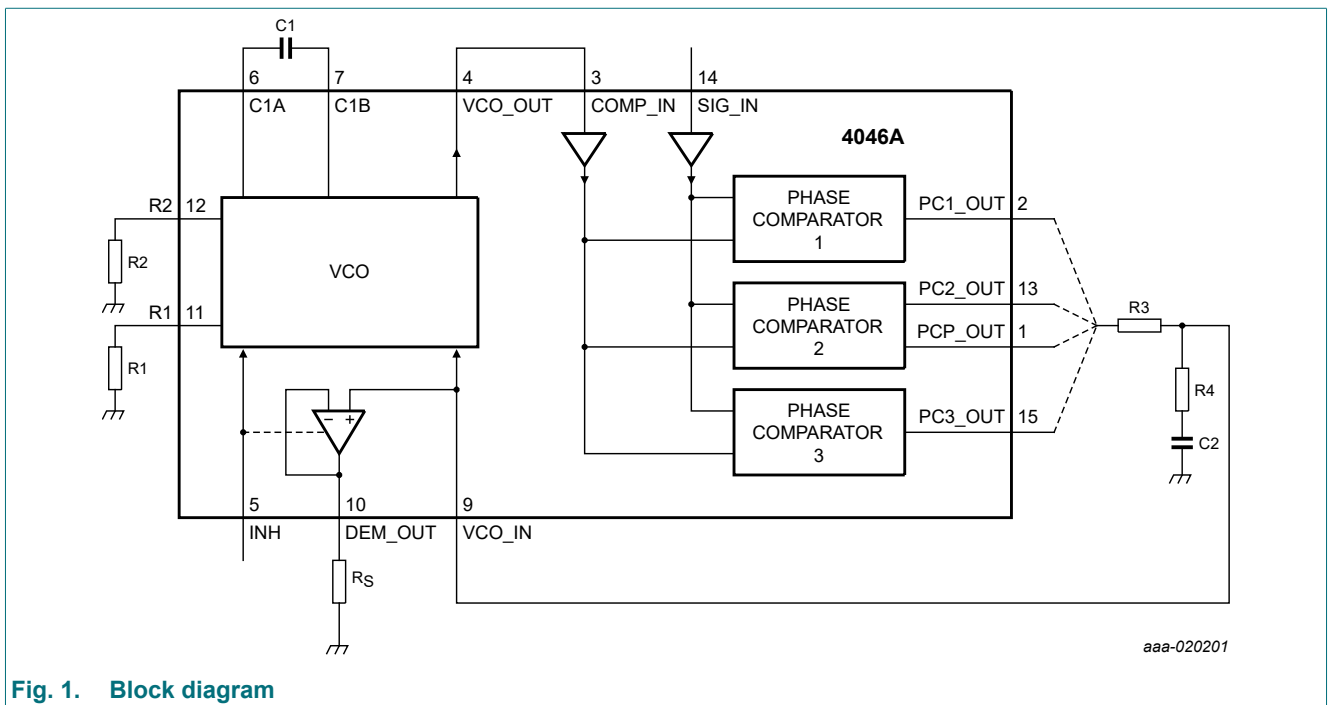 C1
6 7 4 3 14
C1A C1B VCO_OUT COMP_IN SIG_IN
4046A
PHASE
COMPARATOR
1
PC1_OUT 2
R2 12
R2
VCO
PHASE
COMPARATOR
2
PC2_OUT 13
PCP_OUT 1
R3
R1 11
R1
R4
PHASE
COMPARATOR
3
PC3_OUT 15
C2
− +
5 10 9
INH DEM_OUT VCO_IN
RS
aaa-020201
Fig. 1. Block diagram